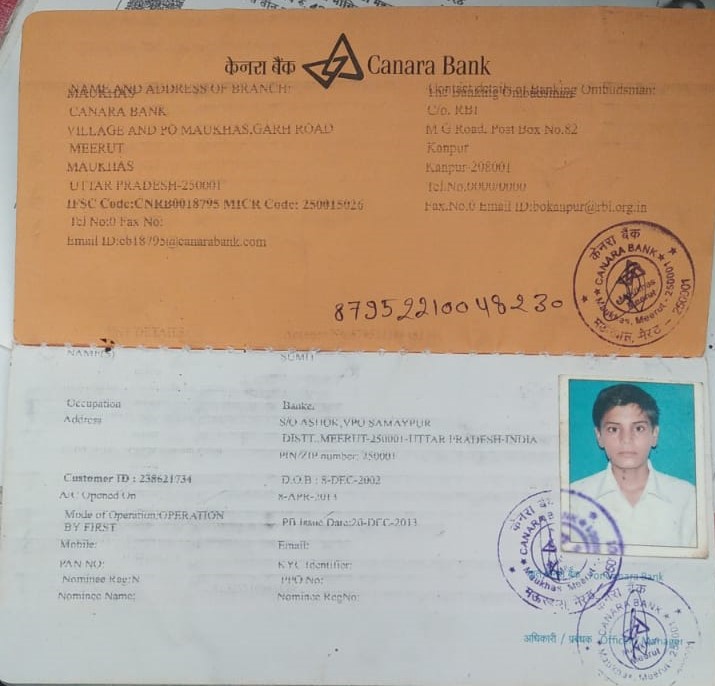 केनरा बैंक Canara Bank
NAME AND ADDRESS OF BRANCH:
MAUKHAS
CANARA BANK
VILLAGE AND PO MAUKHAS,GARH ROAD
MEERUT
MAUKHAS
UTTAR PRADESH-250001
IFSC Code:CNRB0018795 MICR Code: 250015026
Tel No:0 Fax No:
Email ID:cb18795@canarabank.com
Contact details of Banking Ombudsman:
The Banking Ombudsman
C/o. RBI
M G Road. Post Box No.82
Kanpur
Kanpur-208001
Tel.No.0000/0000
Fax.No.0 Email ID:bokanpur@rbi.org.in
केनरा बैंक
CANARA BANK
Maukhas, Meerut - 250001
87952210048230
NAME(S) SUMIT
Occupation
Address S/O ASHOK,VPO SAMAYPUR
DISTT..MEERUT-250001-UTTAR PRADESH-INDIA
PIN/ZIP number: 250001
Customer ID : 238621734 D.O.B : 8-DEC-2002
A/C Opened On 8-APR-2013
Mode of Operation:OPERATION
BY FIRST
PB Issue Date:20-DEC-2013
Mobile: Email:
PAN NO: KYC Identifier:
Nominee Reg:N PPO No:
Nominee Name: Nominee RegNo:
केनरा बैंक
CANARA BANK
Maukhas, Meerut
For Canara Bank
केनरा बैंक
CANARA BANK
Maukhas, Meerut
अधिकारी / प्रबंधक Officer Manager